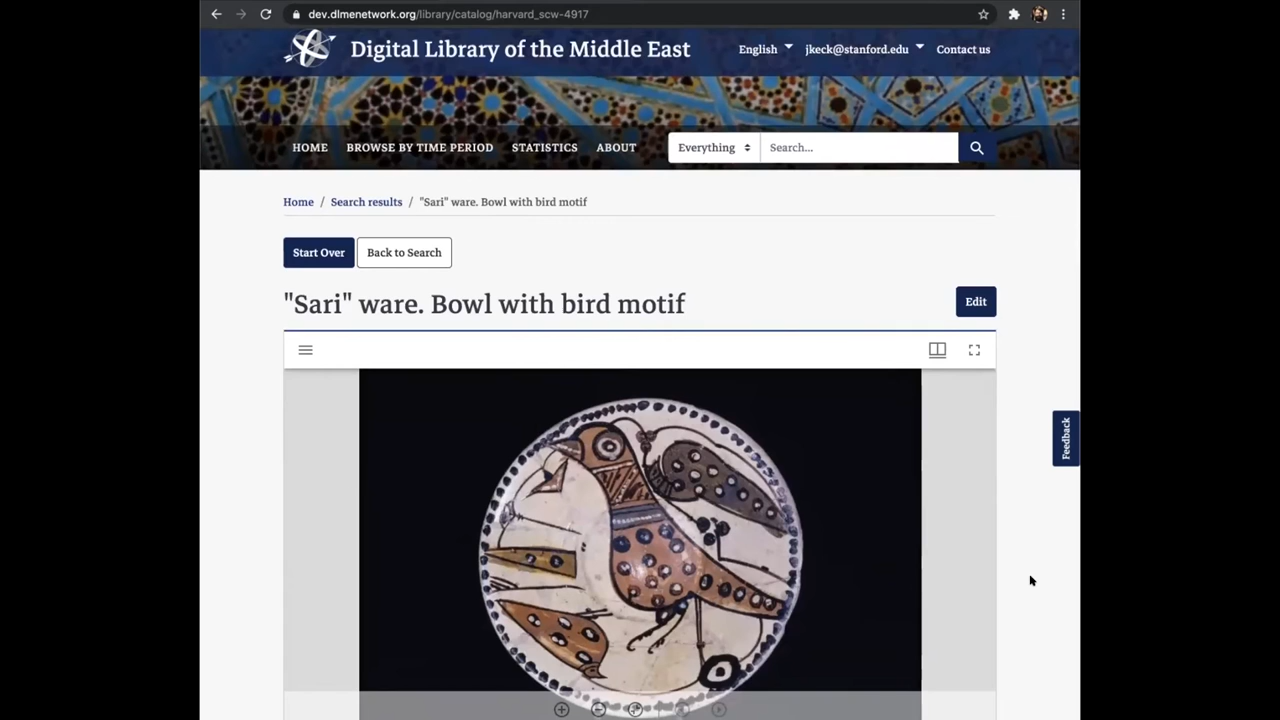 dev.dlmenetwork.org/library/catalog/harvard_scw-4917
Digital Library of the Middle East
English
jkeck@stanford.edu
Contact us
HOME
BROWSE BY TIME PERIOD
STATISTICS
ABOUT
Everything
Search...
Home / Search results / "Sari" ware. Bowl with bird motif
Start Over
Back to Search
"Sari" ware. Bowl with bird motif
Edit
Feedback